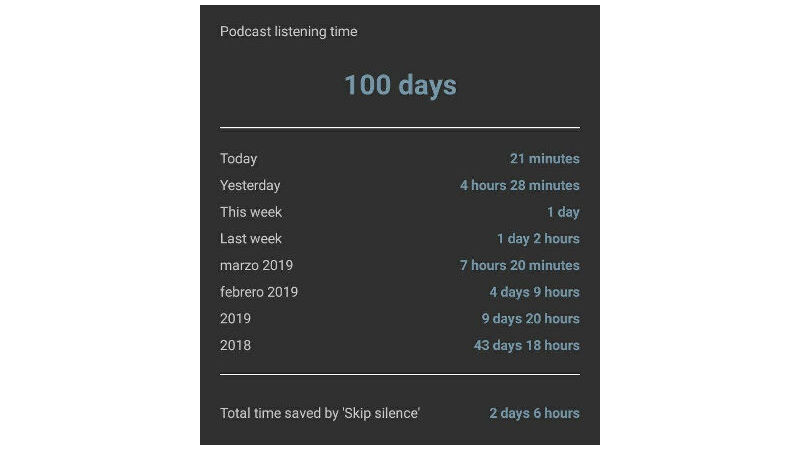 Podcast listening time
100 days
Today 21 minutes
Yesterday 4 hours 28 minutes
This week 1 day
Last week 1 day 2 hours
marzo 2019 7 hours 20 minutes
febrero 2019 4 days 9 hours
2019 9 days 20 hours
2018 43 days 18 hours
Total time saved by 'Skip silence' 2 days 6 hours